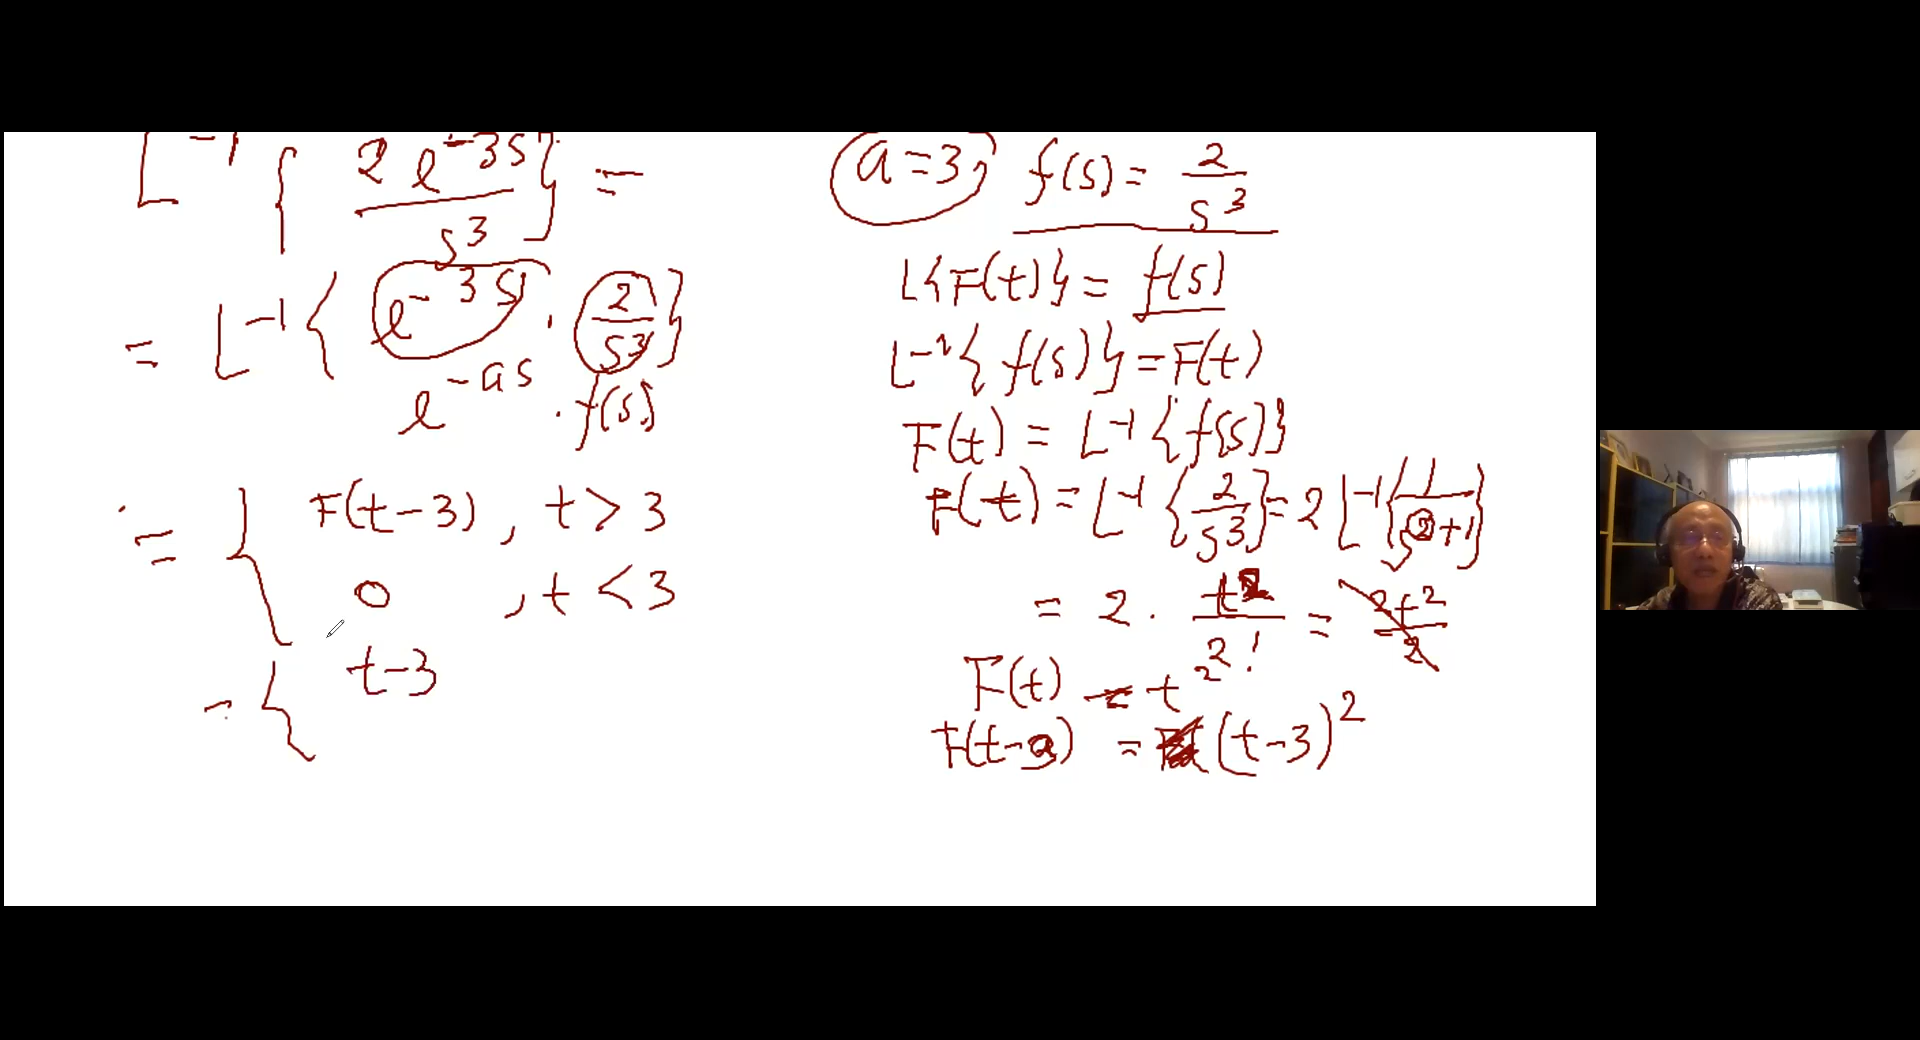 L⁻¹ { 2e⁻³ˢ / s³ } =
= L⁻¹ { e⁻³ˢ · 2/s³ }
e⁻ᵃˢ · f(s)
= { F(t-3) , t > 3
0 , t < 3
= { t-3
a = 3, f(s) = 2/s³
L{F(t)} = f(s)
L⁻¹{ f(s) } = F(t)
F(t) = L⁻¹ { f(s) }
F(t) = L⁻¹ { 2/s³ } = 2 L⁻¹ { 1/s²⁺¹ }
= 2 · t²/2! = 2t²/2
F(t) = t²
F(t-3) = (t-3)²